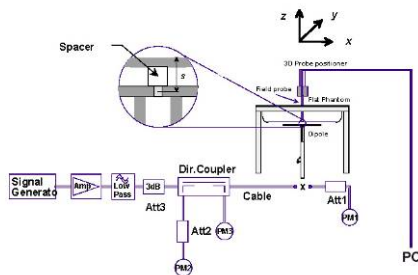 z
y
x
Spacer
s
3D Probe positioner
Field probe
Flat Phantom
Dipole
Signal
Generato
Amp
Low
Pass
3dB
Att3
Dir.Coupler
Cable
x
Att1
PM1
Att2
PM3
PM2
PC